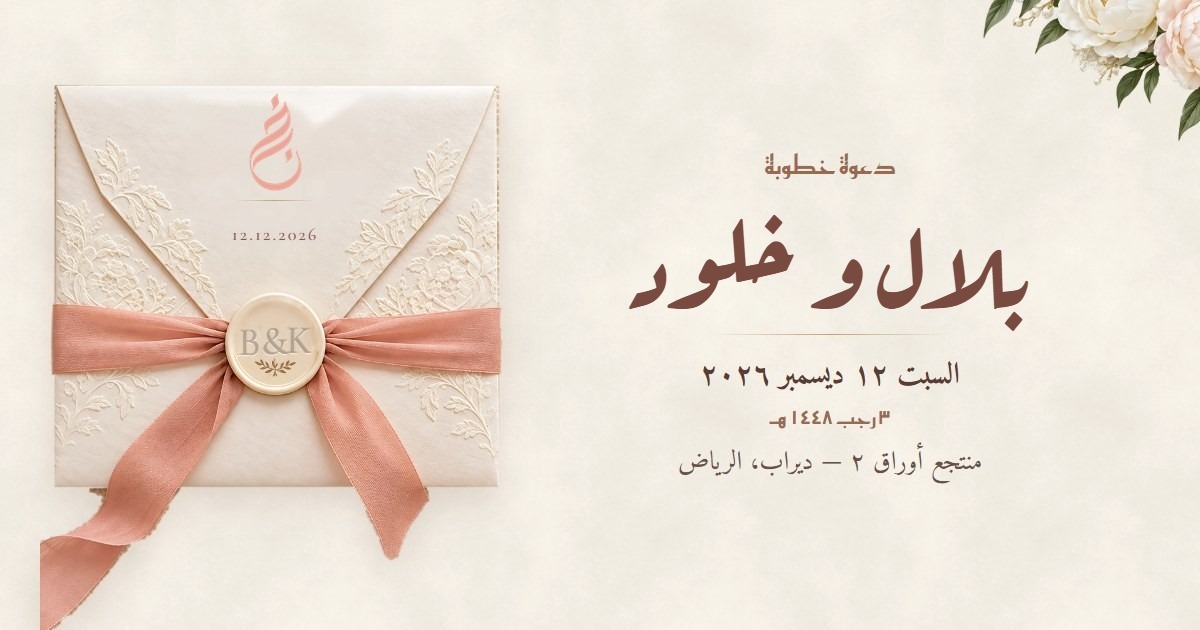 دعوة خطوبة
بلال و خلود
السبت ١٢ ديسمبر ٢٠٢٦
٣ رجب ١٤٤٨ هـ
منتجع أوراق ٢ — ديراب، الرياض
12.12.2026
B&K